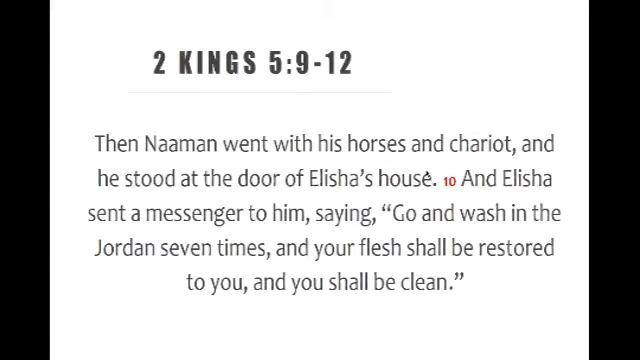 2 KINGS 5:9-12
Then Naaman went with his horses and chariot, and
he stood at the door of Elisha’s house. 10 And Elisha
sent a messenger to him, saying, “Go and wash in the
Jordan seven times, and your flesh shall be restored
to you, and you shall be clean.”